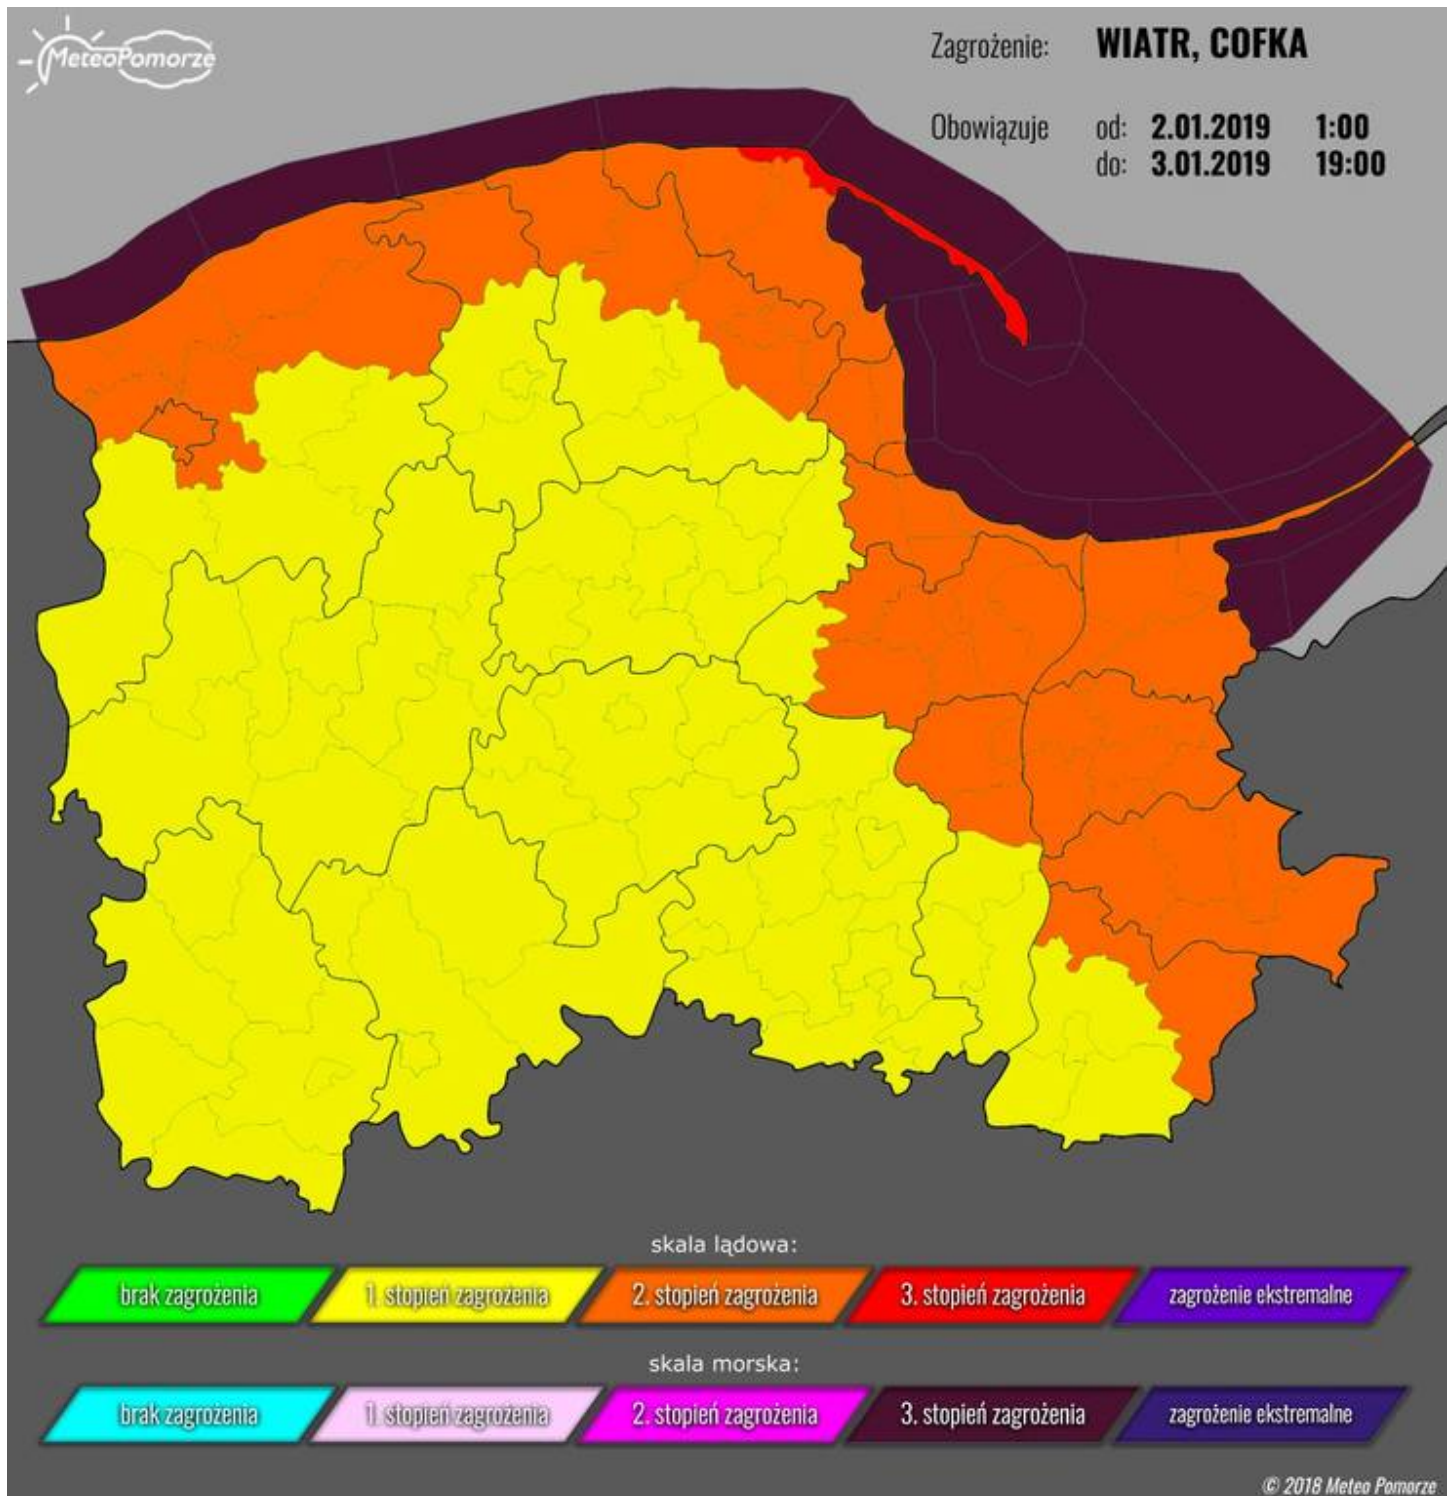 MeteoPomorze
Zagrożenie: WIATR, COFKA
Obowiązuje od: 2.01.2019 1:00
do: 3.01.2019 19:00
skala lądowa:
brak zagrożenia 1. stopień zagrożenia 2. stopień zagrożenia 3. stopień zagrożenia zagrożenie ekstremalne
skala morska:
brak zagrożenia 1. stopień zagrożenia 2. stopień zagrożenia 3. stopień zagrożenia zagrożenie ekstremalne
© 2018 Meteo Pomorze